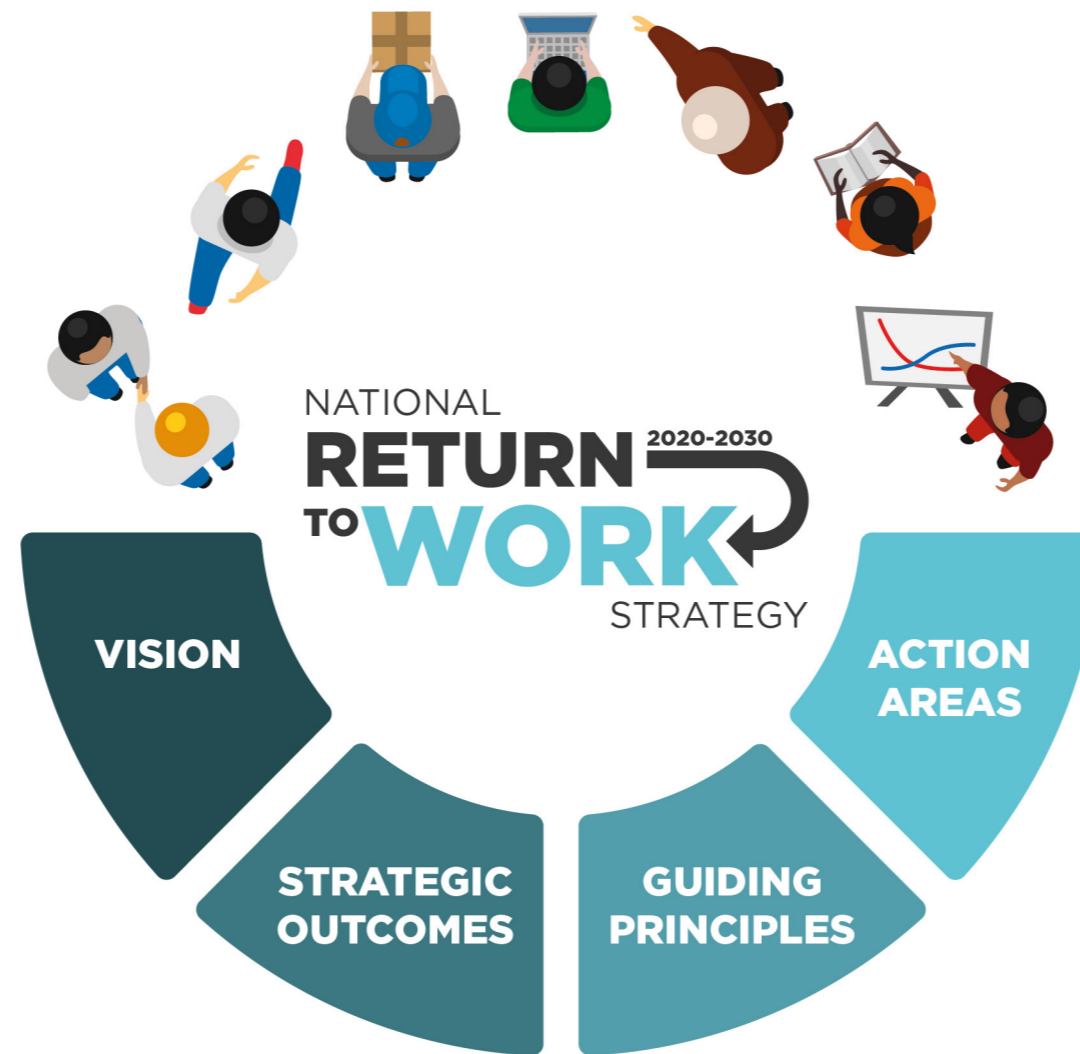 NATIONAL
RETURN 2020-2030
TO WORK
STRATEGY
VISION
STRATEGIC
OUTCOMES
GUIDING
PRINCIPLES
ACTION
AREAS